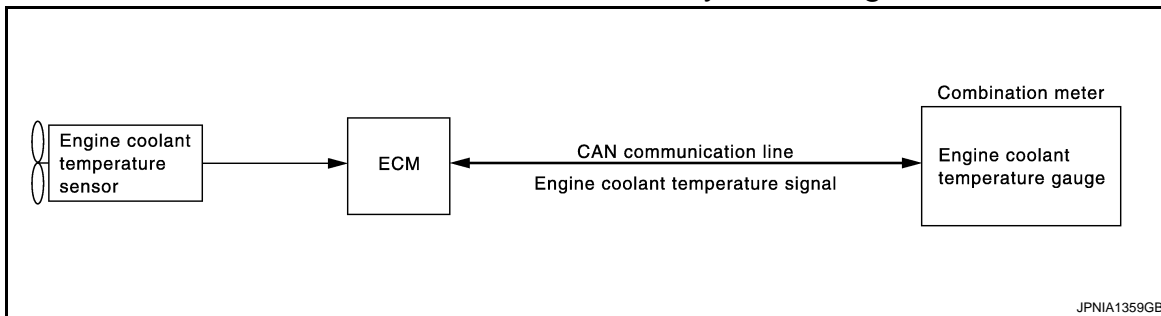 Engine coolant
temperature
sensor
ECM
CAN communication line
Engine coolant temperature signal
Combination meter
Engine coolant
temperature gauge
JPNIA1359GB